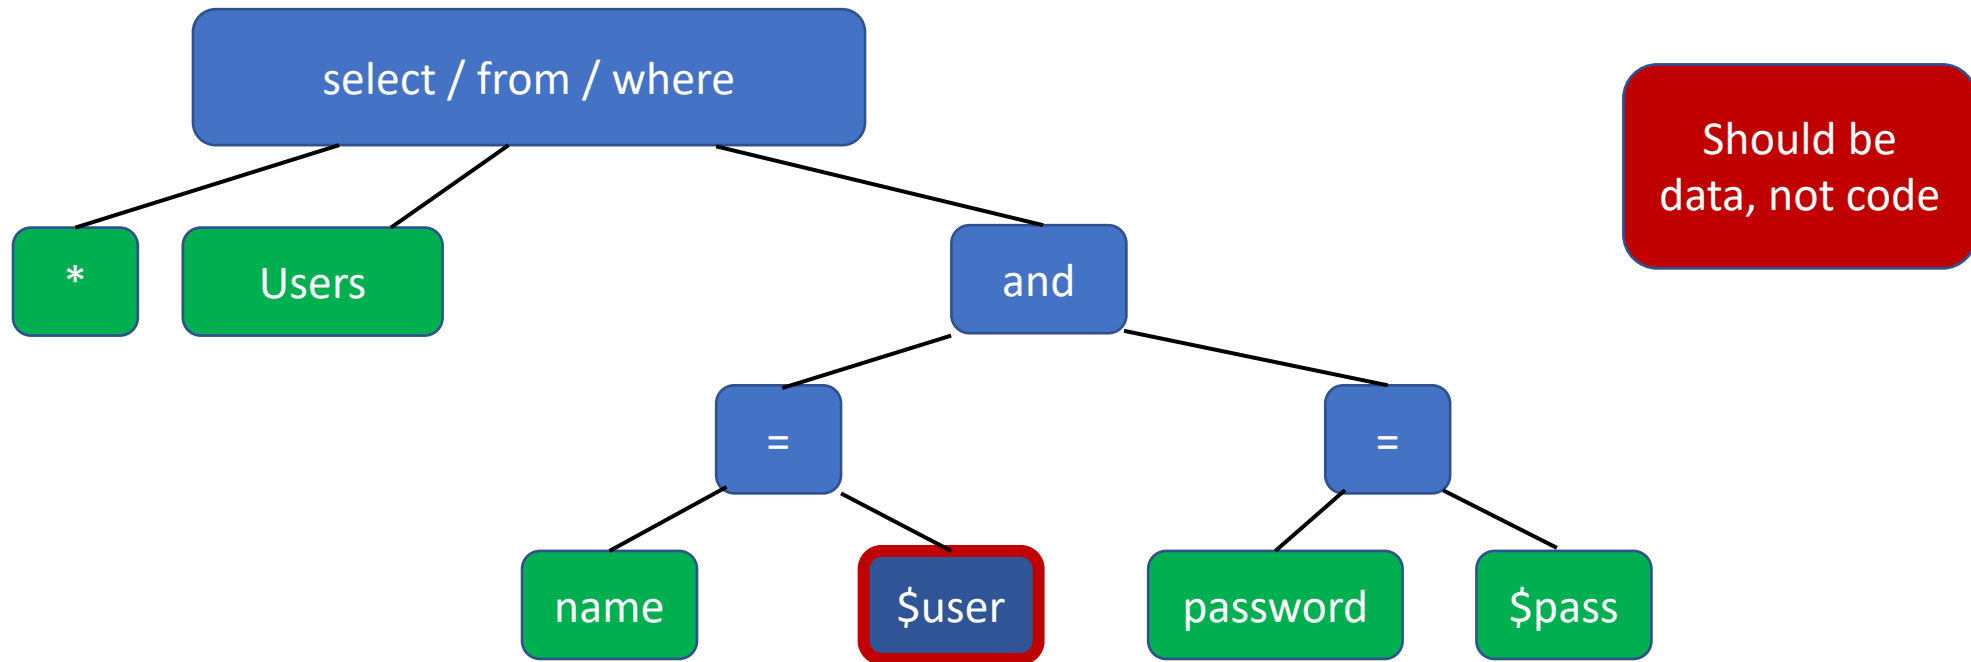 select / from / where
Should be
data, not code
*
Users
and
=
=
name
$user
password
$pass